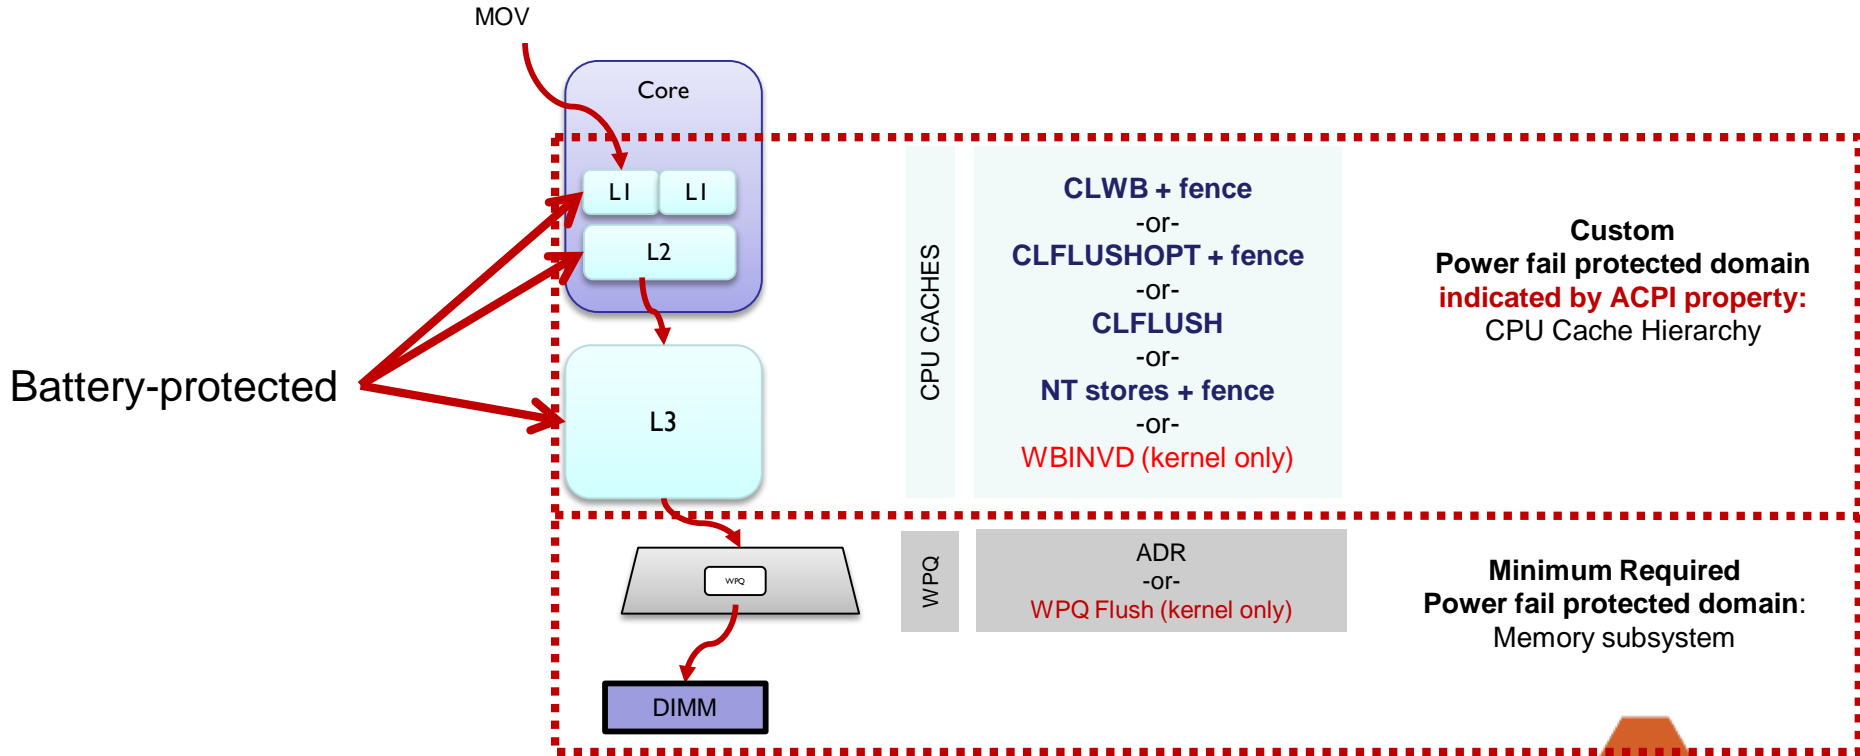 MOV
Core
L1
L1
L2
L3
Battery-protected
CPU CACHES
CLWB + fence
-or-
CLFLUSHOPT + fence
-or-
CLFLUSH
-or-
NT stores + fence
-or-
WBINVD (kernel only)
Custom
Power fail protected domain
indicated by ACPI property:
CPU Cache Hierarchy
WPQ
WPQ
ADR
-or-
WPQ Flush (kernel only)
Minimum Required
Power fail protected domain:
Memory subsystem
DIMM